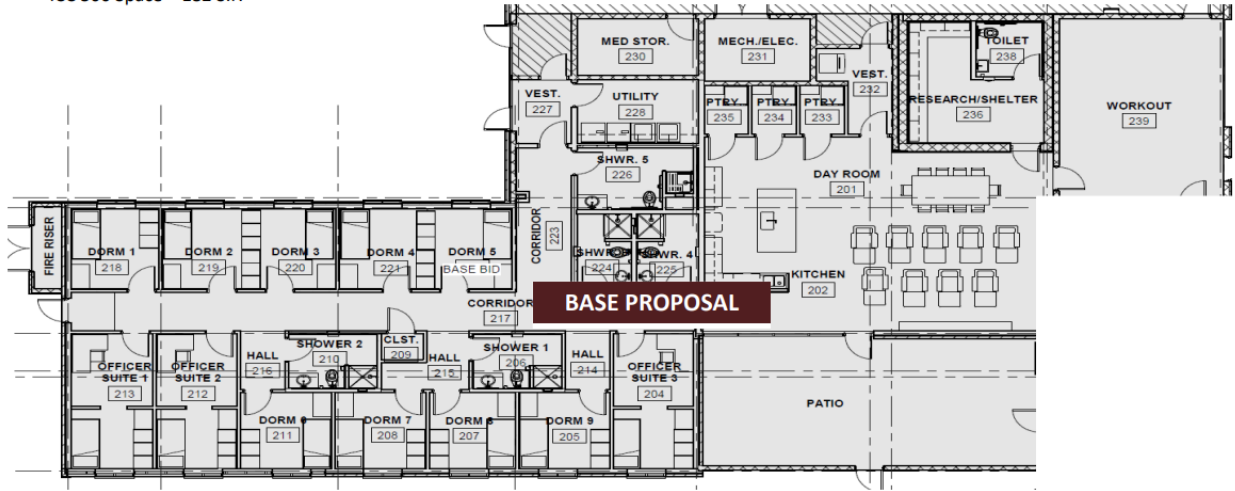 MED STOR.
230
MECH./ELEC.
231
TOILET
238
VEST.
232
VEST.
227
UTILITY
228
PTRY.
235
PTRY.
234
PTRY.
233
RESEARCH/SHELTER
236
WORKOUT
239
SHWR. 5
226
DAY ROOM
201
FIRE RISER
DORM 1
218
DORM 2
219
DORM 3
220
DORM 4
221
DORM 5
BASE BID
CORRIDOR
223
SHWR.
224
SHWR. 4
225
KITCHEN
202
CORRIDOR
217
BASE PROPOSAL
OFFICER
SUITE 1
213
OFFICER
SUITE 2
212
HALL
216
SHOWER 2
210
CLST.
209
HALL
215
SHOWER 1
206
HALL
214
OFFICER
SUITE 3
204
DORM 6
211
DORM 7
208
DORM 8
207
DORM 9
205
PATIO